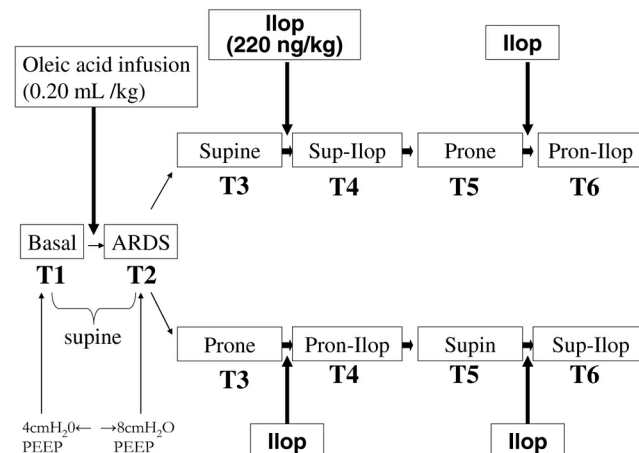 Ilop
(220 ng/kg)
Ilop
Oleic acid infusion
(0.20 mL /kg)
Supine
Sup-Ilop
Prone
Pron-Ilop
T3
T4
T5
T6
Basal
ARDS
T1
T2
supine
Prone
Pron-Ilop
Supin
Sup-Ilop
T3
T4
T5
T6
4cmH20← →8cmH2O
PEEP
PEEP
Ilop
Ilop